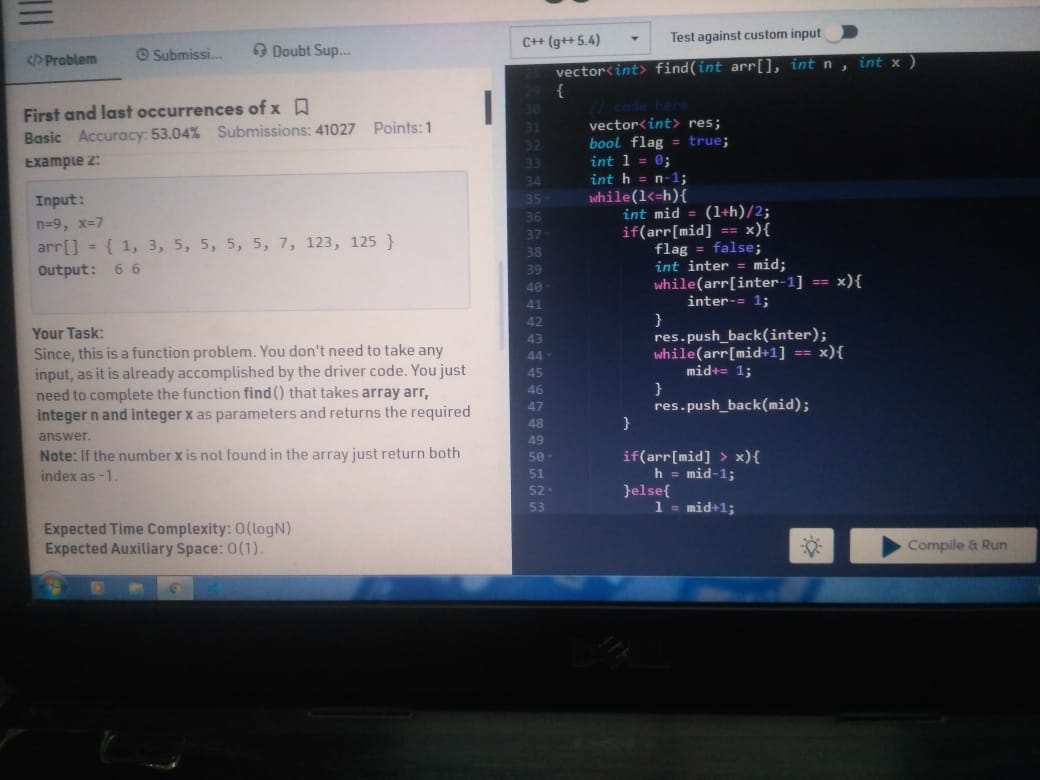 </>Problem
Submissi...
Doubt Sup...
First and last occurrences of x
Basic Accuracy: 53.04% Submissions: 41027 Points: 1
Example 2:
Input:
n=9, x=7
arr[] = { 1, 3, 5, 5, 5, 5, 7, 123, 125 }
Output: 6 6
Your Task:
Since, this is a function problem. You don't need to take any
input, as it is already accomplished by the driver code. You just
need to complete the function find() that takes array arr,
integer n and integer x as parameters and returns the required
answer.
Note: If the number x is not found in the array just return both
index as -1.
Expected Time Complexity: O(logN)
Expected Auxiliary Space: O(1).
C++ (g++ 5.4)
Test against custom input
28 vector<int> find(int arr[], int n , int x )
29 {
30 // code here
31 vector<int> res;
32 bool flag = true;
33 int l = 0;
34 int h = n-1;
35 while(l<=h){
36 int mid = (l+h)/2;
37 if(arr[mid] == x){
38 flag = false;
39 int inter = mid;
40 while(arr[inter-1] == x){
41 inter-= 1;
42 }
43 res.push_back(inter);
44 while(arr[mid+1] == x){
45 mid+= 1;
46 }
47 res.push_back(mid);
48 }
49
50 if(arr[mid] > x){
51 h = mid-1;
52 }else{
53 l = mid+1;
Compile & Run
DELL